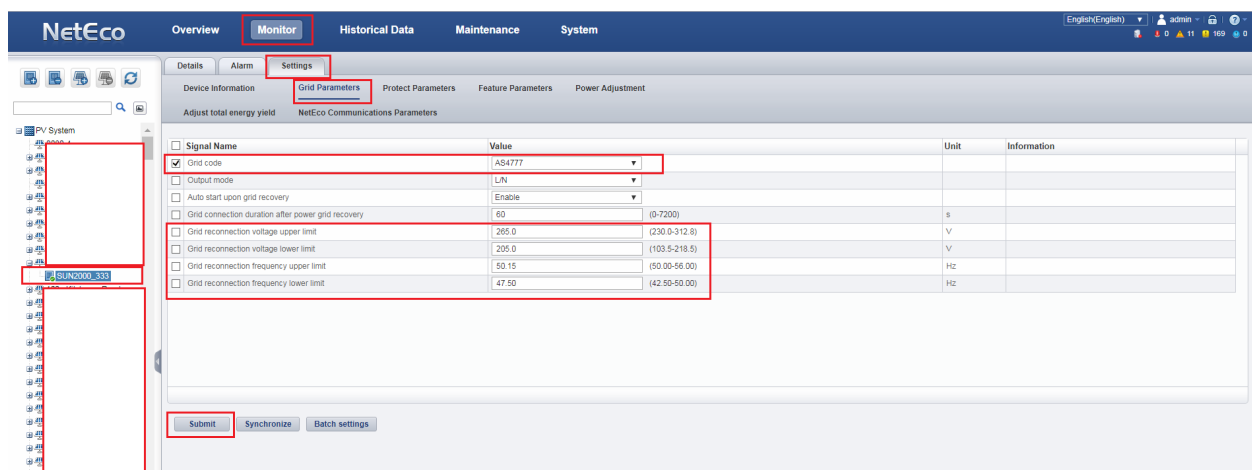 NetEco
Overview Monitor Historical Data Maintenance System
English(English) admin
0 11 169 0
Details Alarm Settings
Device Information Grid Parameters Protect Parameters Feature Parameters Power Adjustment
Adjust total energy yield NetEco Communications Parameters
PV System
SUN2000_333
Signal Name Value Unit Information
Grid code AS4777
Output mode L/N
Auto start upon grid recovery Enable
Grid connection duration after power grid recovery 60 (0-7200) s
Grid reconnection voltage upper limit 265.0 (230.0-312.8) V
Grid reconnection voltage lower limit 205.0 (103.5-218.5) V
Grid reconnection frequency upper limit 50.15 (50.00-56.00) Hz
Grid reconnection frequency lower limit 47.50 (42.50-50.00) Hz
Submit Synchronize Batch settings